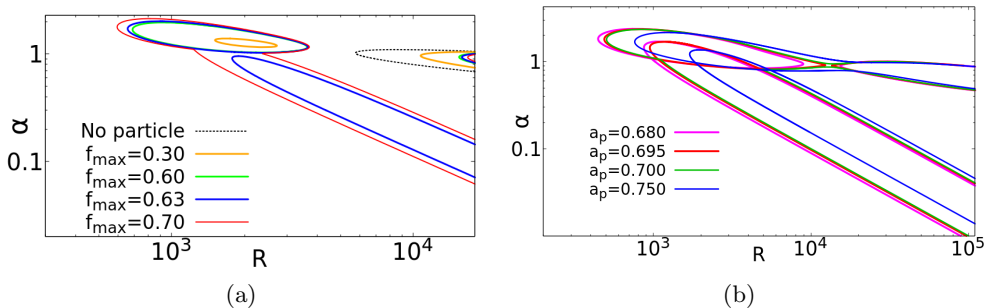 α
1
0.1
No particle
f_max=0.30
f_max=0.60
f_max=0.63
f_max=0.70
10^3
R
10^4
(a)
α
1
0.1
a_p=0.680
a_p=0.695
a_p=0.700
a_p=0.750
10^3
R
10^4
10^5
(b)